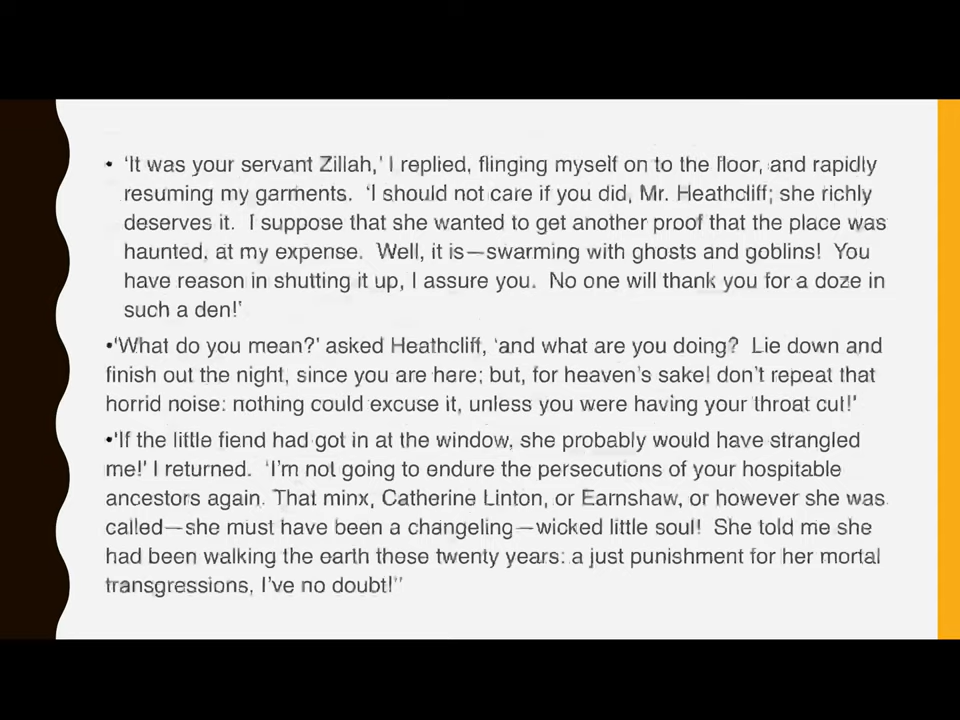 • ‘It was your servant Zillah,’ I replied, flinging myself on to the floor, and rapidly
resuming my garments. ‘I should not care if you did, Mr. Heathcliff; she richly
deserves it. I suppose that she wanted to get another proof that the place was
haunted, at my expense. Well, it is—swarming with ghosts and goblins! You
have reason in shutting it up, I assure you. No one will thank you for a doze in
such a den!’
•‘What do you mean?’ asked Heathcliff, ‘and what are you doing? Lie down and
finish out the night, since you are here; but, for heaven’s sake! don’t repeat that
horrid noise: nothing could excuse it, unless you were having your throat cut!’
•‘If the little fiend had got in at the window, she probably would have strangled
me!’ I returned. ‘I’m not going to endure the persecutions of your hospitable
ancestors again. That minx, Catherine Linton, or Earnshaw, or however she was
called—she must have been a changeling—wicked little soul! She told me she
had been walking the earth these twenty years: a just punishment for her mortal
transgressions, I’ve no doubt!’’